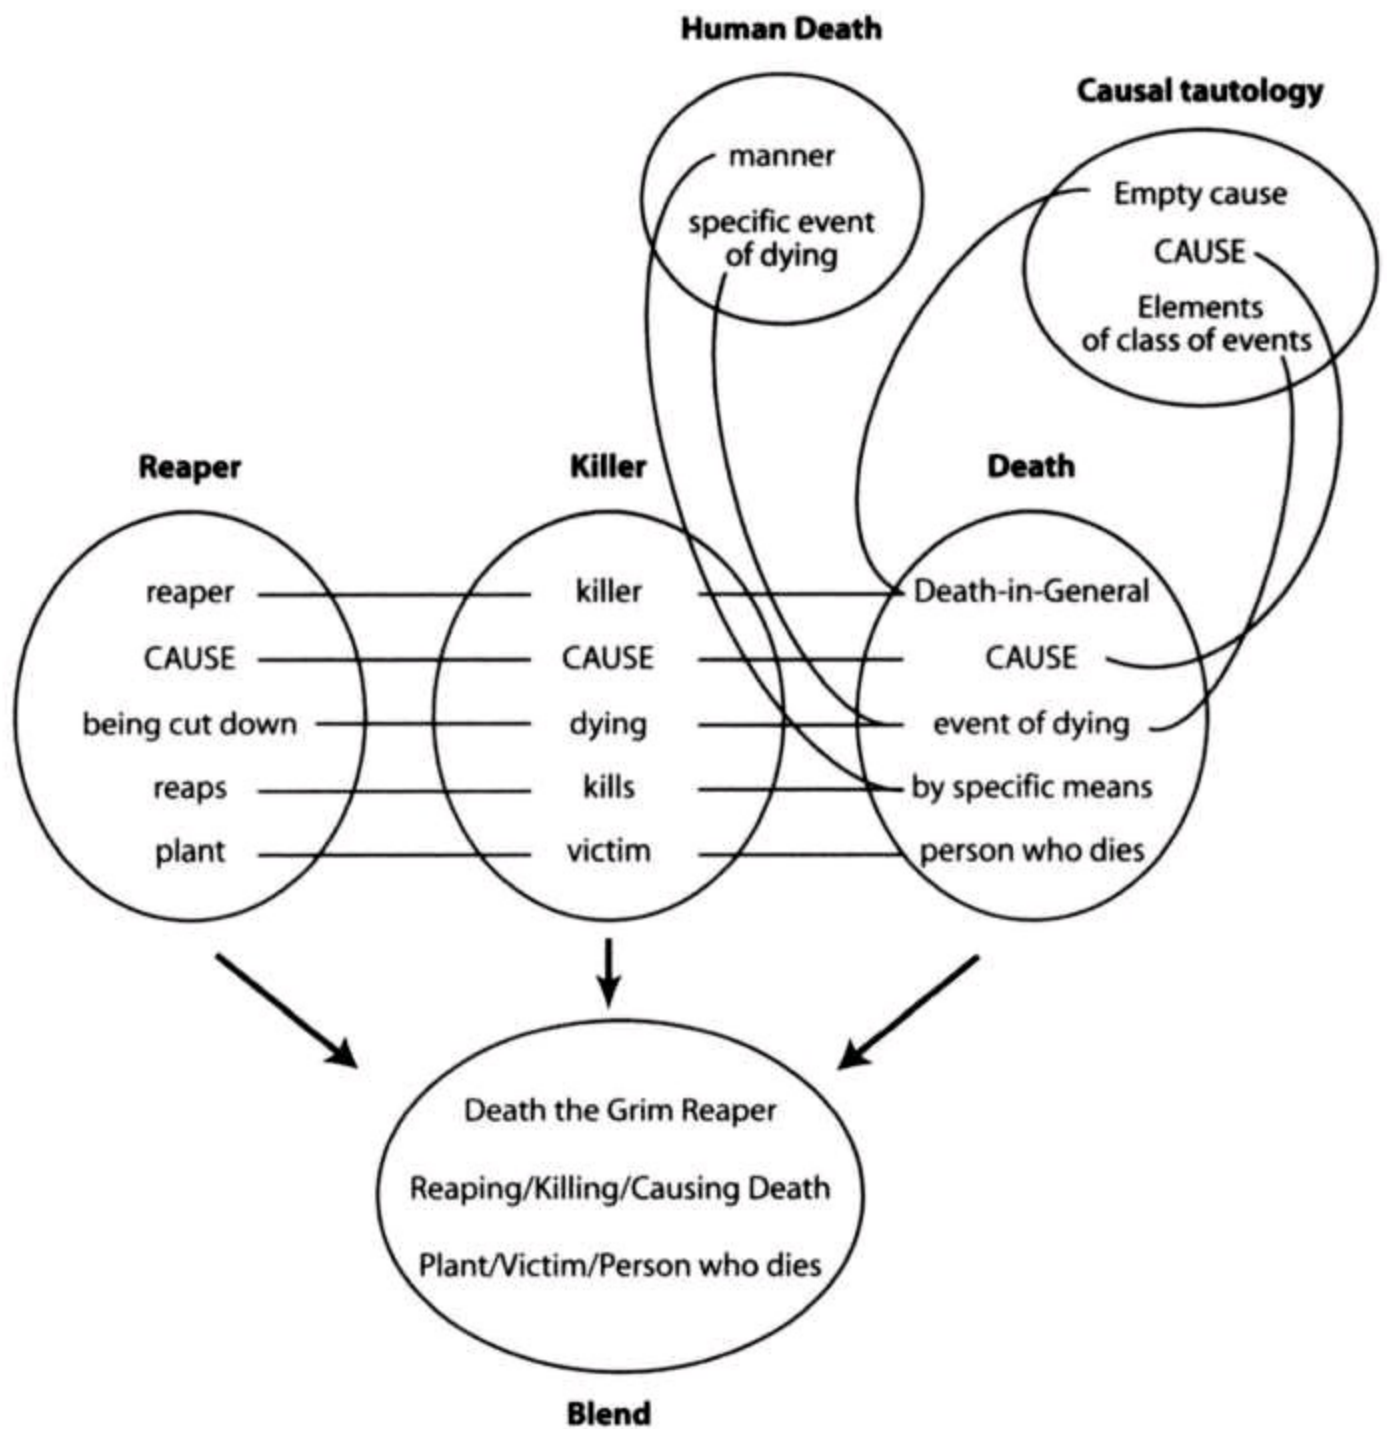 Human Death
manner
specific event
of dying
Causal tautology
Empty cause
CAUSE
Elements
of class of events
Reaper
reaper
CAUSE
being cut down
reaps
plant
Killer
killer
CAUSE
dying
kills
victim
Death
Death-in-General
CAUSE
event of dying
by specific means
person who dies
Death the Grim Reaper
Reaping/Killing/Causing Death
Plant/Victim/Person who dies
Blend